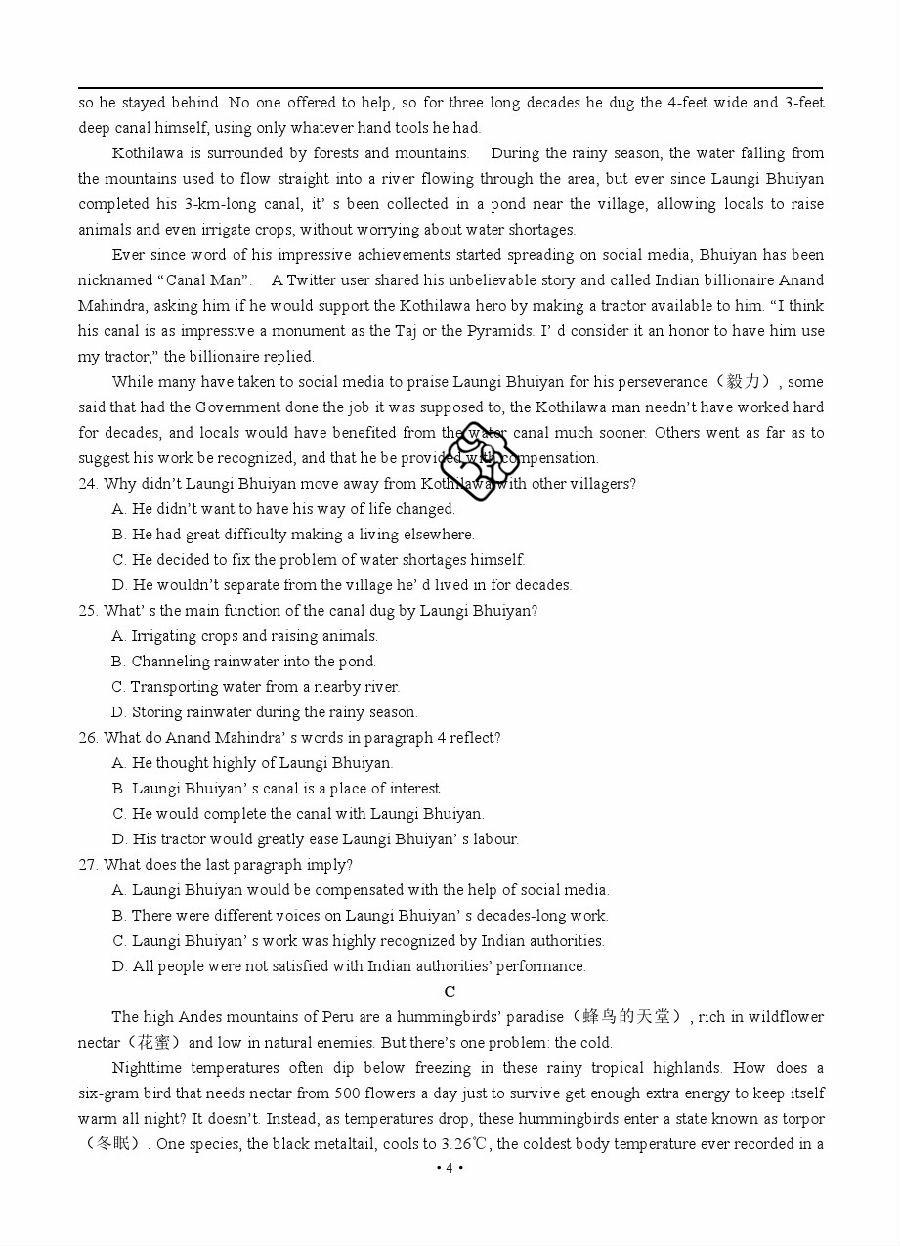 so he stayed behind. No one offered to help, so for three long decades he dug the 4-feet wide and 3-feet
deep canal himself, using only whatever hand tools he had.
Kothilawa is surrounded by forests and mountains. During the rainy season, the water falling from
the mountains used to flow straight into a river flowing through the area, but ever since Laungi Bhuiyan
completed his 3-km-long canal, it’ s been collected in a pond near the village, allowing locals to raise
animals and even irrigate crops, without worrying about water shortages.
Ever since word of his impressive achievements started spreading on social media, Bhuiyan has been
nicknamed “Canal Man”. A Twitter user shared his unbelievable story and called Indian billionaire Anand
Mahindra, asking him if he would support the Kothilawa hero by making a tractor available to him. “I think
his canal is as impressive a monument as the Taj or the Pyramids. I’ d consider it an honor to have him use
my tractor,” the billionaire replied.
While many have taken to social media to praise Laungi Bhuiyan for his perseverance（毅力）, some
said that had the Government done the job it was supposed to, the Kothilawa man needn’t have worked hard
for decades, and locals would have benefited from the water canal much sooner. Others went as far as to
suggest his work be recognized, and that he be provided with compensation.
24. Why didn’t Laungi Bhuiyan move away from Kothilawa with other villagers?
A. He didn’t want to have his way of life changed.
B. He had great difficulty making a living elsewhere.
C. He decided to fix the problem of water shortages himself.
D. He wouldn’t separate from the village he’ d lived in for decades.
25. What’ s the main function of the canal dug by Laungi Bhuiyan?
A. Irrigating crops and raising animals.
B. Channeling rainwater into the pond.
C. Transporting water from a nearby river.
D. Storing rainwater during the rainy season.
26. What do Anand Mahindra’ s words in paragraph 4 reflect?
A. He thought highly of Laungi Bhuiyan.
B. Laungi Bhuiyan’ s canal is a place of interest.
C. He would complete the canal with Laungi Bhuiyan.
D. His tractor would greatly ease Laungi Bhuiyan’ s labour.
27. What does the last paragraph imply?
A. Laungi Bhuiyan would be compensated with the help of social media.
B. There were different voices on Laungi Bhuiyan’ s decades-long work.
C. Laungi Bhuiyan’ s work was highly recognized by Indian authorities.
D. All people were not satisfied with Indian authorities’ performance.
C
The high Andes mountains of Peru are a hummingbirds’ paradise（蜂鸟的天堂）, rich in wildflower
nectar（花蜜）and low in natural enemies. But there’s one problem: the cold.
Nighttime temperatures often dip below freezing in these rainy tropical highlands. How does a
six-gram bird that needs nectar from 500 flowers a day just to survive get enough extra energy to keep itself
warm all night? It doesn’t. Instead, as temperatures drop, these hummingbirds enter a state known as torpor
（冬眠）. One species, the black metaltail, cools to 3.26℃, the coldest body temperature ever recorded in a
• 4 •